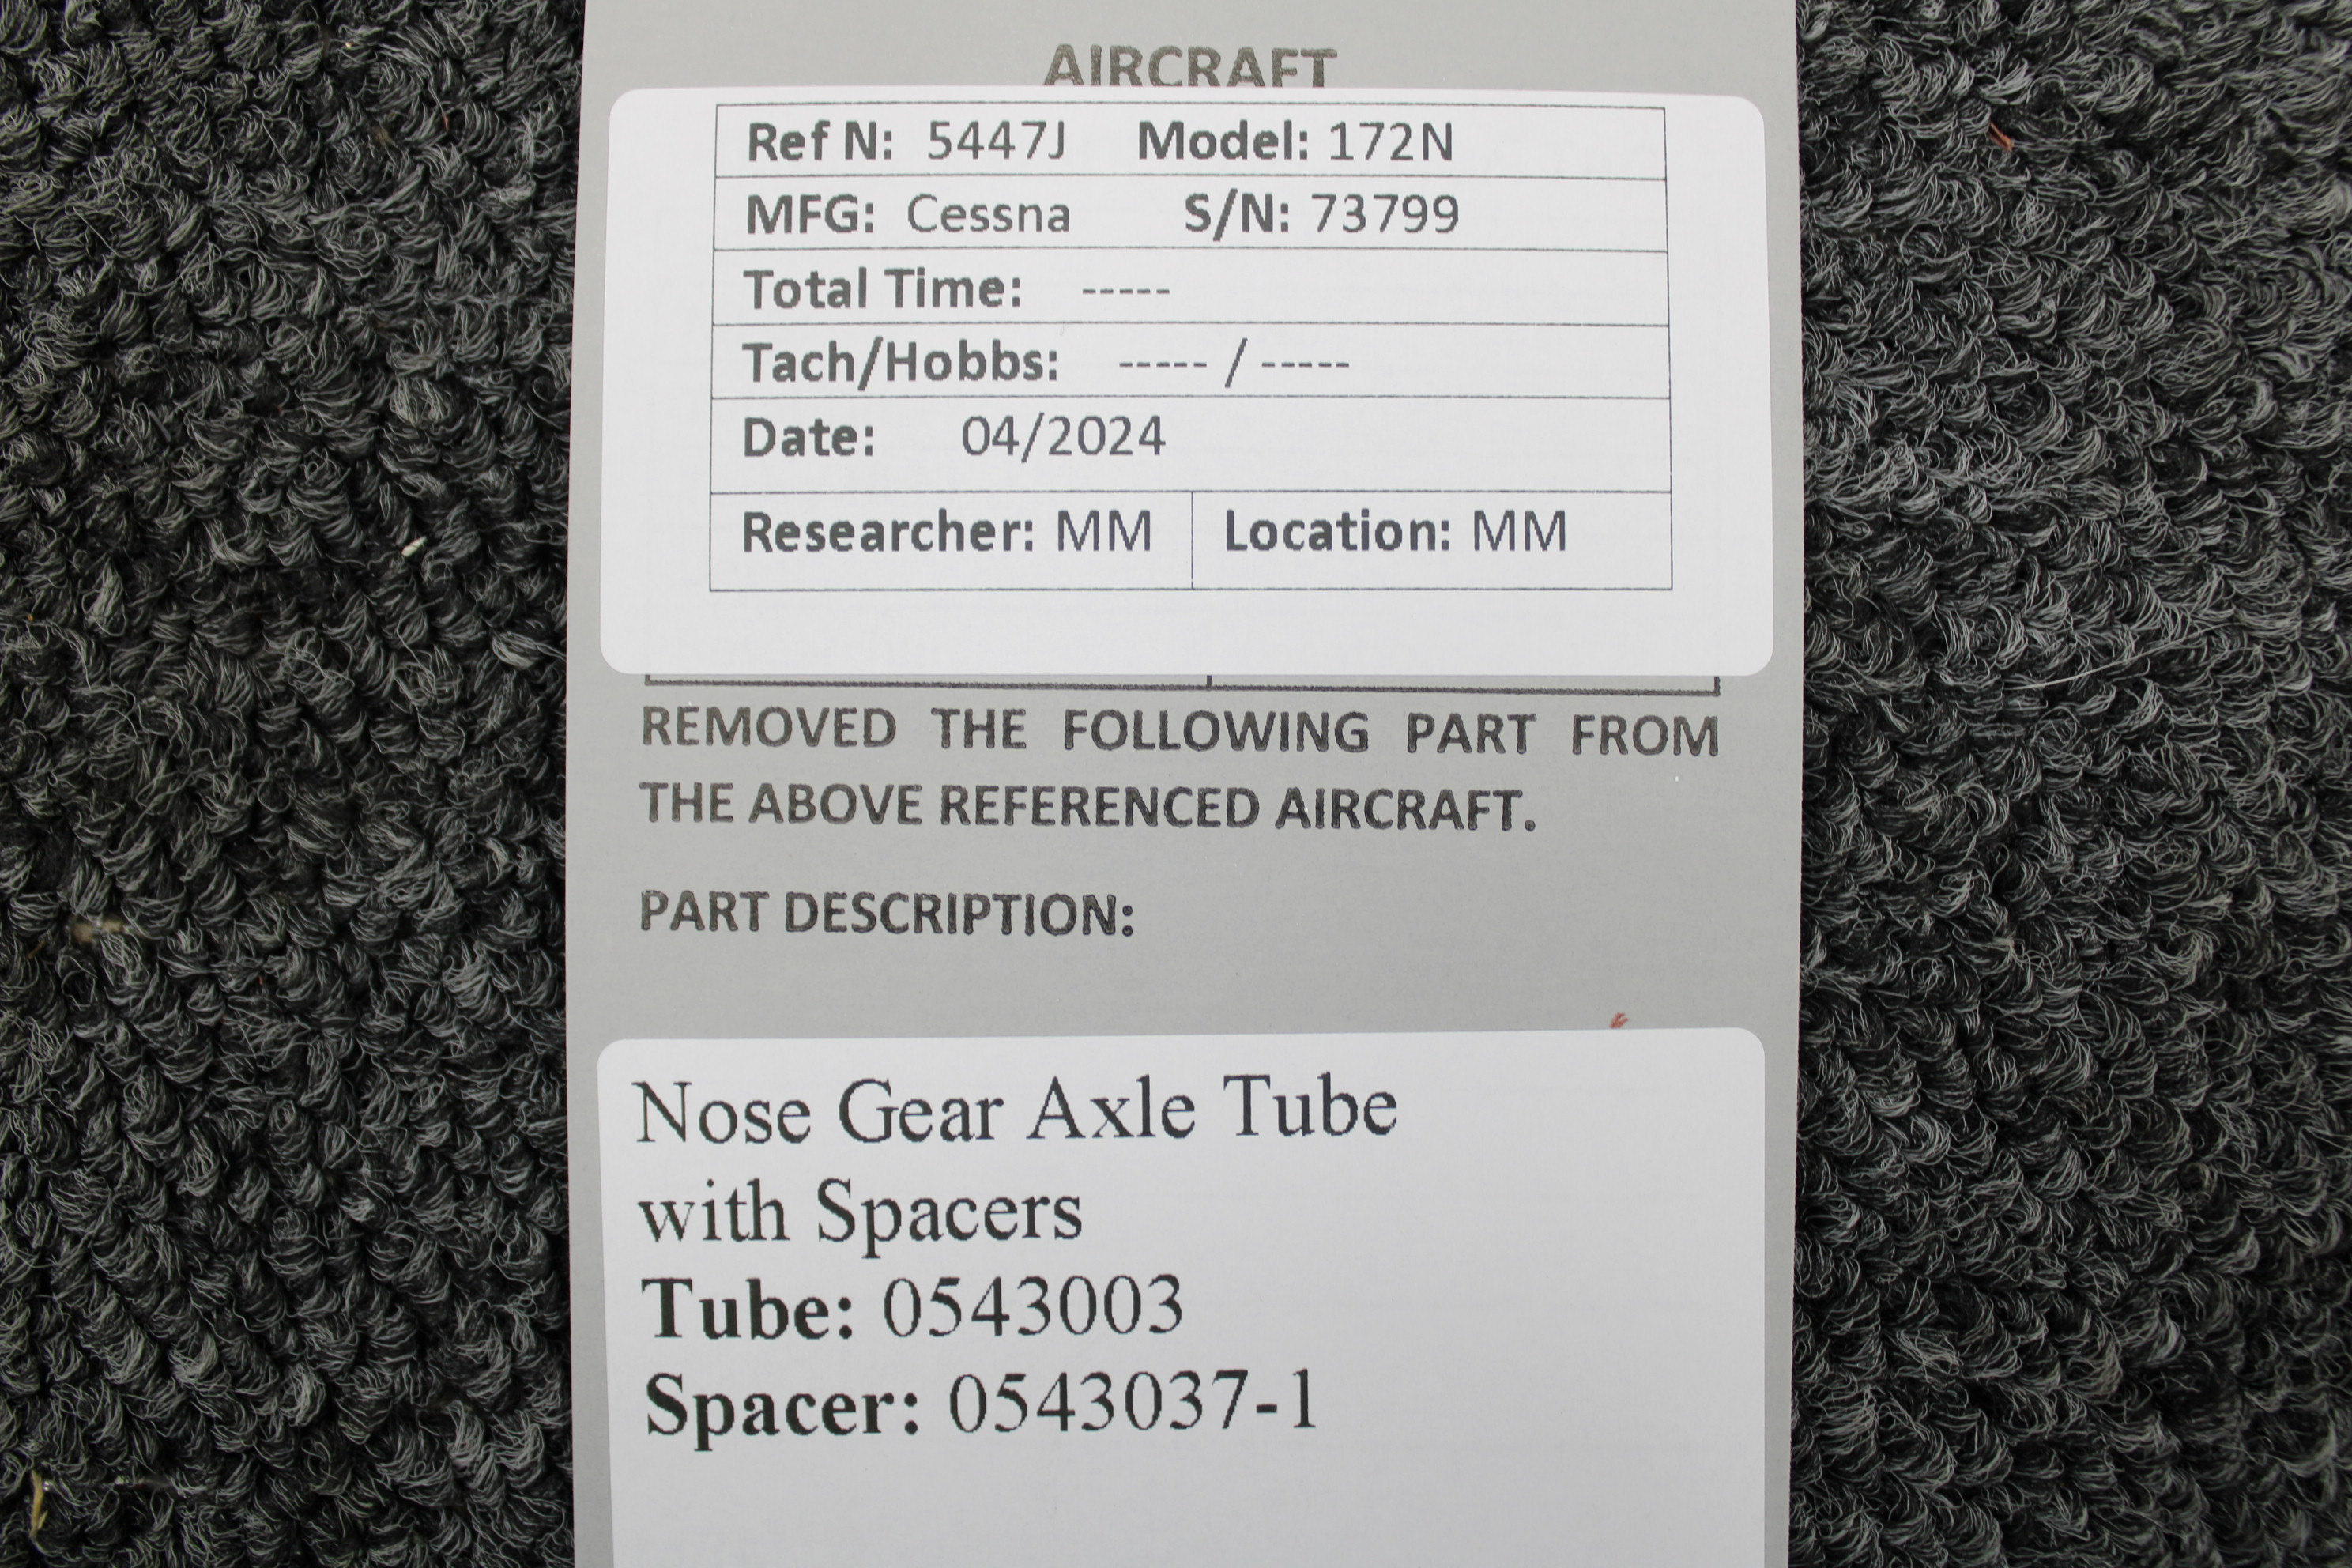 AIRCRAFT
Ref N: 5447J Model: 172N
MFG: Cessna S/N: 73799
Total Time: -----
Tach/Hobbs: ----- / -----
Date: 04/2024
Researcher: MM Location: MM
REMOVED THE FOLLOWING PART FROM
THE ABOVE REFERENCED AIRCRAFT.
PART DESCRIPTION:
Nose Gear Axle Tube
with Spacers
Tube: 0543003
Spacer: 0543037-1